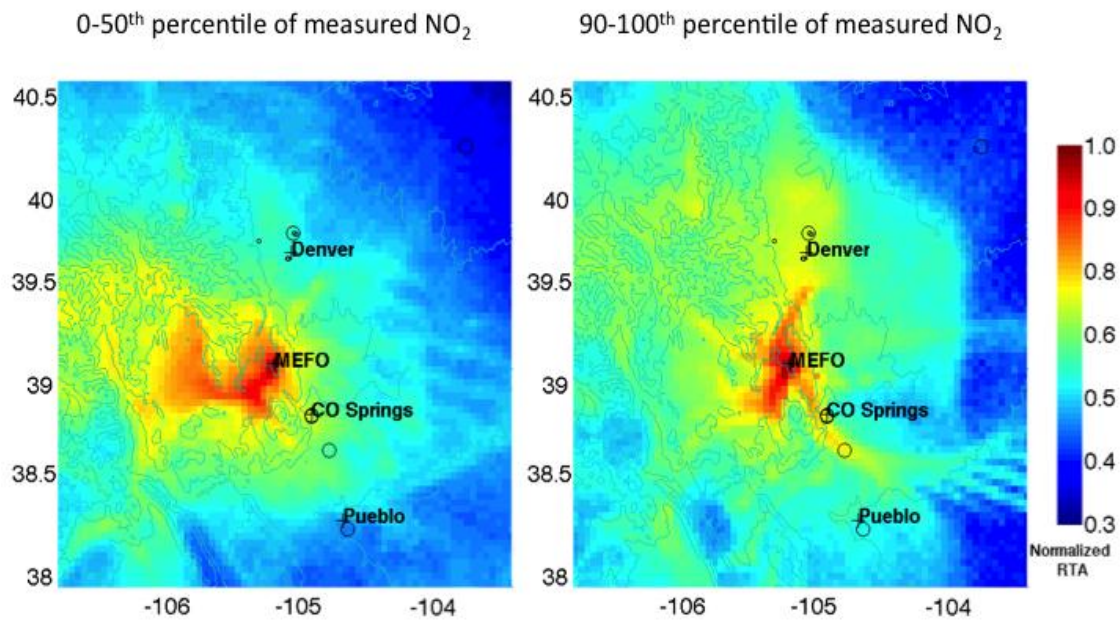 0-50th percentile of measured NO2
90-100th percentile of measured NO2
40.5
40
39.5
39
38.5
38
-106
-105
-104
Denver
MEFO
CO Springs
Pueblo
40.5
40
39.5
39
38.5
38
-106
-105
-104
Denver
MEFO
CO Springs
Pueblo
1.0
0.9
0.8
0.7
0.6
0.5
0.4
0.3
Normalized
RTA